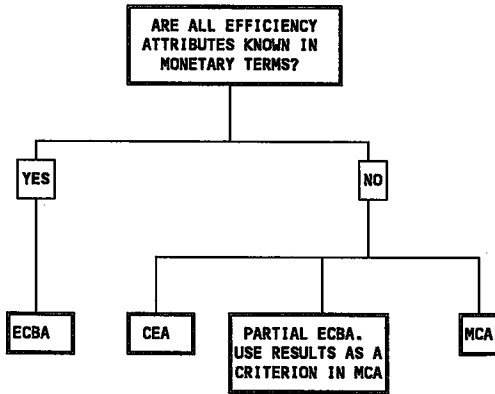 ARE ALL EFFICIENCY
ATTRIBUTES KNOWN IN
MONETARY TERMS?
YES
NO
ECBA
CEA
PARTIAL ECBA.
USE RESULTS AS A
CRITERION IN MCA
MCA